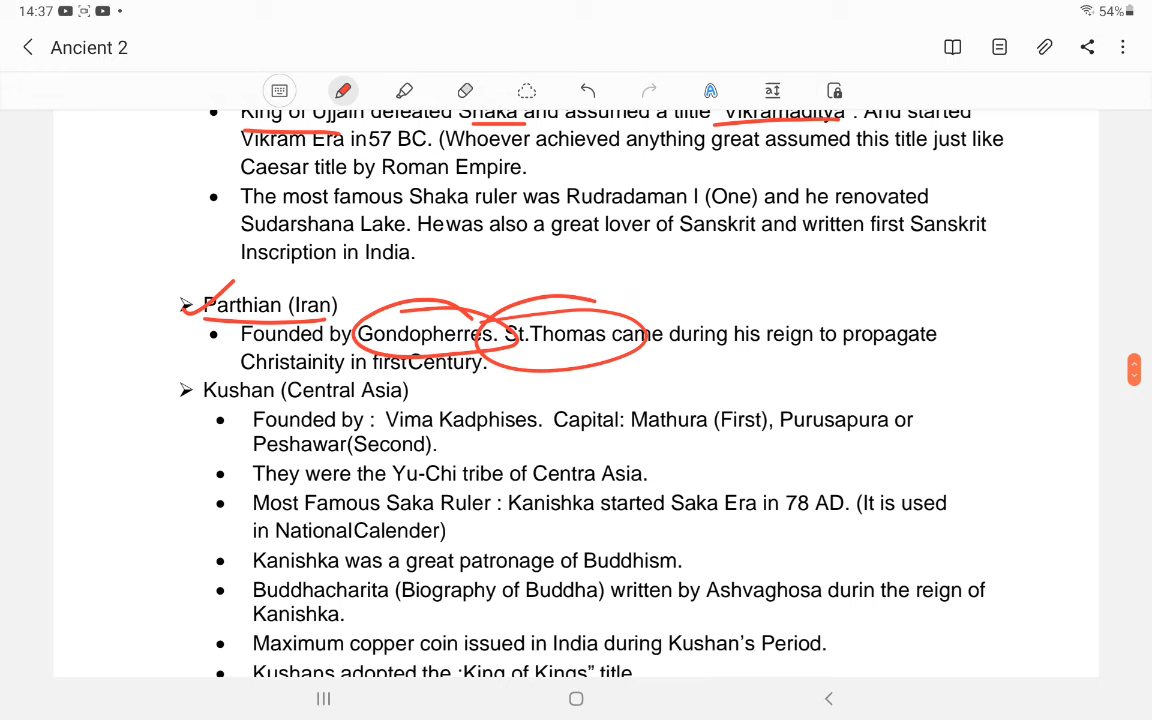 14:37
54%
Ancient 2
King of Ujjain defeated Shaka and assumed a tittle "Vikramaditya". And started
Vikram Era in57 BC. (Whoever achieved anything great assumed this title just like
Caesar title by Roman Empire.
• The most famous Shaka ruler was Rudradaman I (One) and he renovated
Sudarshana Lake. Hewas also a great lover of Sanskrit and written first Sanskrit
Inscription in India.
➢ Parthian (Iran)
• Founded by Gondopherres. St.Thomas came during his reign to propagate
Christainity in firstCentury.
➢ Kushan (Central Asia)
• Founded by : Vima Kadphises. Capital: Mathura (First), Purusapura or
Peshawar(Second).
• They were the Yu-Chi tribe of Centra Asia.
• Most Famous Saka Ruler : Kanishka started Saka Era in 78 AD. (It is used
in NationalCalender)
• Kanishka was a great patronage of Buddhism.
• Buddhacharita (Biography of Buddha) written by Ashvaghosa durin the reign of
Kanishka.
• Maximum copper coin issued in India during Kushan's Period.
• Kushans adopted the :King of Kings" title